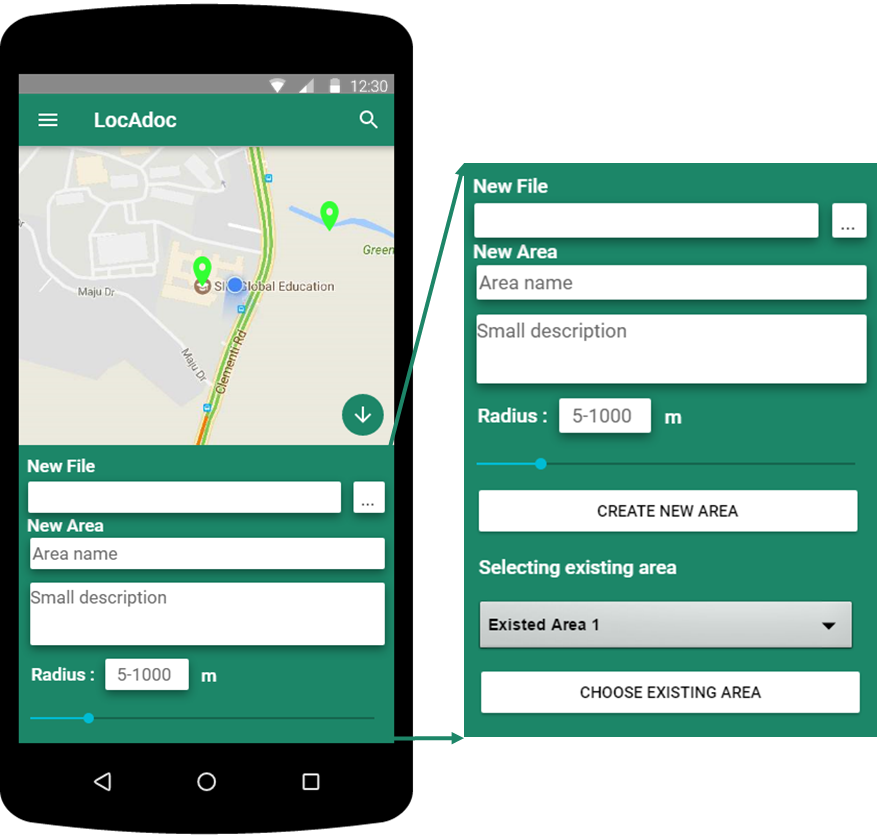 12:30
LocAdoc
Green
Maju Dr
Global Education
Maju Dr
Clementi Rd
New File
...
New Area
Area name
Small description
Radius : 5-1000 m
New File
...
New Area
Area name
Small description
Radius : 5-1000 m
CREATE NEW AREA
Selecting existing area
Existed Area 1
CHOOSE EXISTING AREA